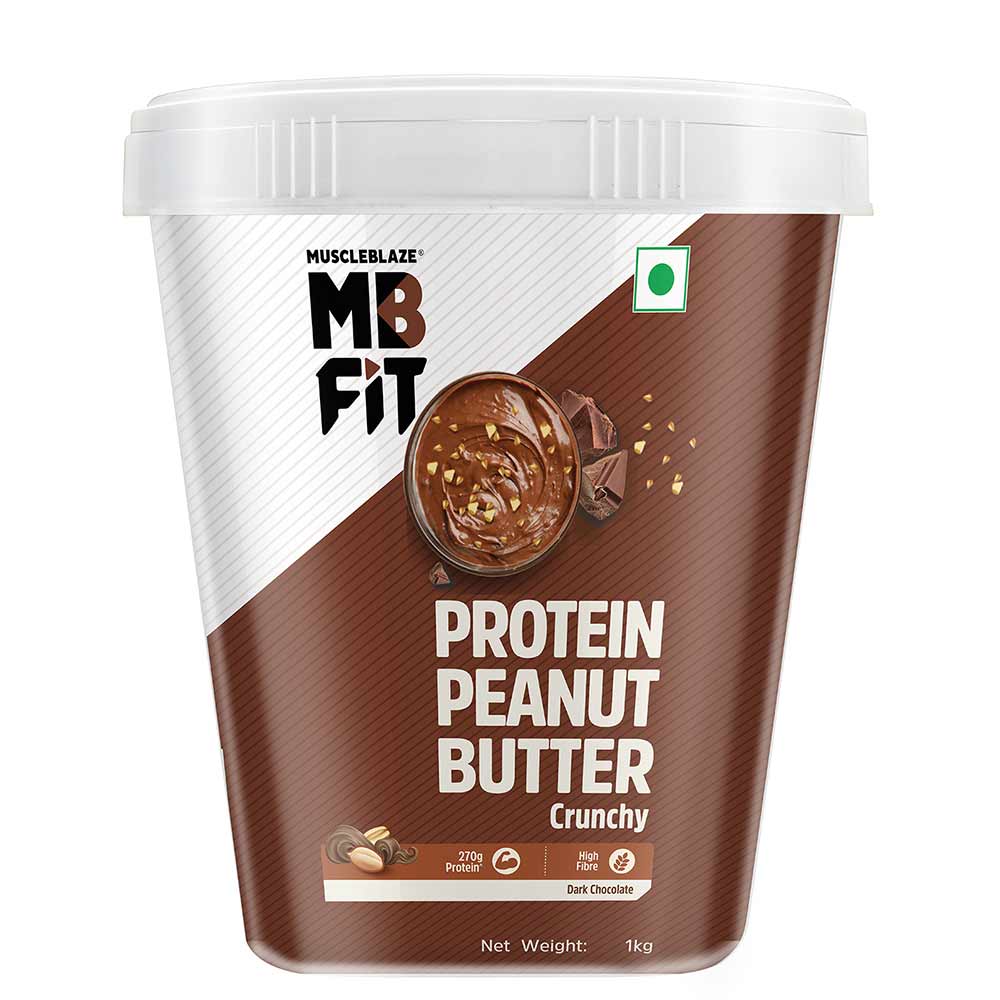 MUSCLEBLAZE®
MB
FIT
PROTEIN
PEANUT
BUTTER
Crunchy
270g
Protein*
High
Fibre
Dark Chocolate
Net Weight: 1kg